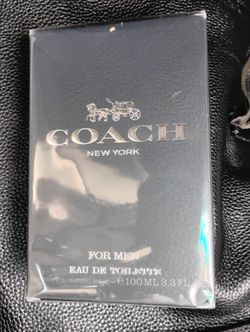 COACH
NEW YORK
FOR MEN
EAU DE TOILETTE
℮ 100 ML 3.3 FL